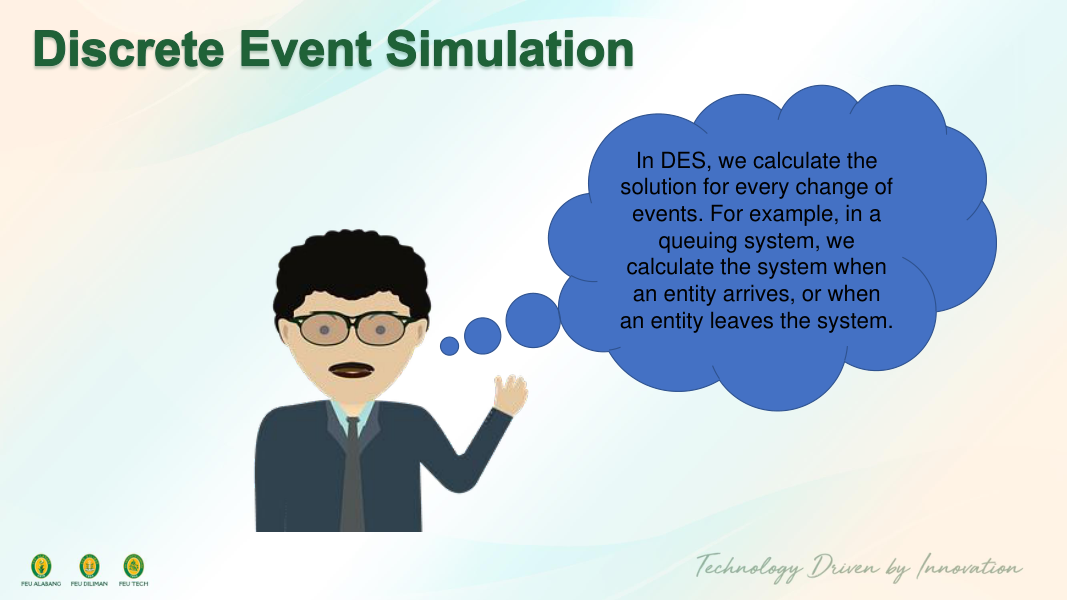 Discrete Event Simulation
In DES, we calculate the
solution for every change of
events. For example, in a
queuing system, we
calculate the system when
an entity arrives, or when
an entity leaves the system.
FEU ALABANG FEU DILIMAN FEU TECH
Technology Driven by Innovation